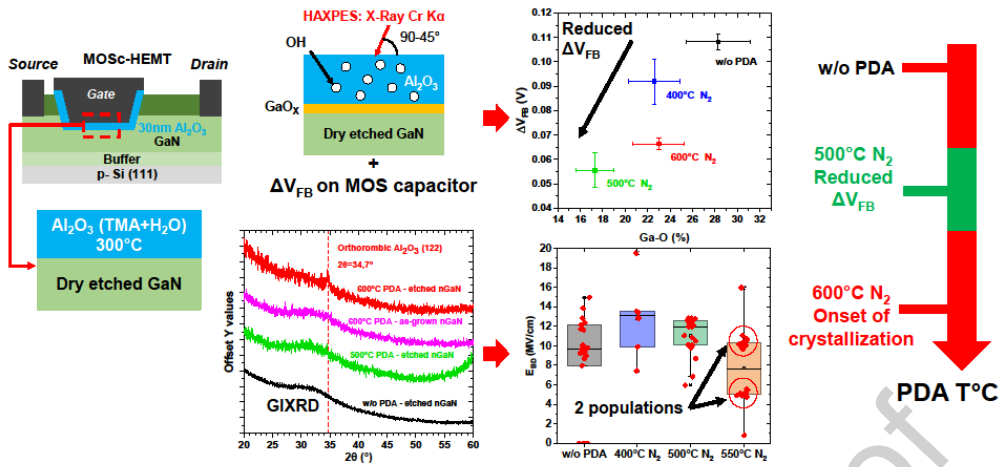 MOSc-HEMT
Source
Drain
Gate
30nm Al₂O₃
GaN
Buffer
p- Si (111)
Al₂O₃ (TMA+H₂O)
300°C
Dry etched GaN
HAXPES: X-Ray Cr Kα
OH
90-45°
Al₂O₃
GaOₓ
Dry etched GaN
+
ΔV_FB on MOS capacitor
Offset Y values
Orthorombic Al₂O₃ (122)
2θ=34,7°
600°C PDA - etched nGaN
600°C PDA - as-grown nGaN
500°C PDA - etched nGaN
w/o PDA - etched nGaN
GIXRD
20 25 30 35 40 45 50 55 60
2θ (°)
ΔV_FB (V)
0.12
0.11
0.10
0.09
0.08
0.07
0.06
0.05
0.04
Reduced
ΔV_FB
w/o PDA
400°C N₂
600°C N₂
500°C N₂
14 16 18 20 22 24 26 28 30 32
Ga-O (%)
E_BD (MV/cm)
20
18
16
14
12
10
8
6
4
2
0
2 populations
w/o PDA 400°C N₂ 500°C N₂ 550°C N₂
w/o PDA
500°C N₂
Reduced
ΔV_FB
600°C N₂
Onset of
crystallization
PDA T°C
of